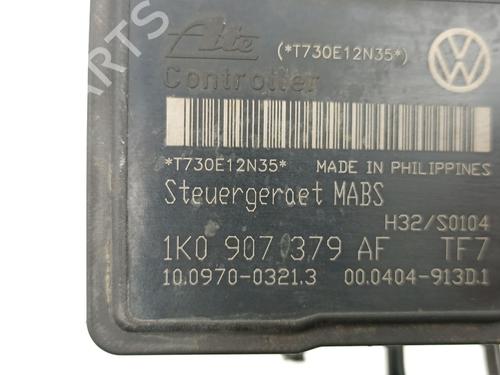 Ate (*T730E12N35*)
Controller
*T730E12N35* MADE IN PHILIPPINES
Steuergeraet MABS
H32/S0104
1K0 907 379 AF TF7
10.0970-0321.3 00.0404-913D.1
PARTS